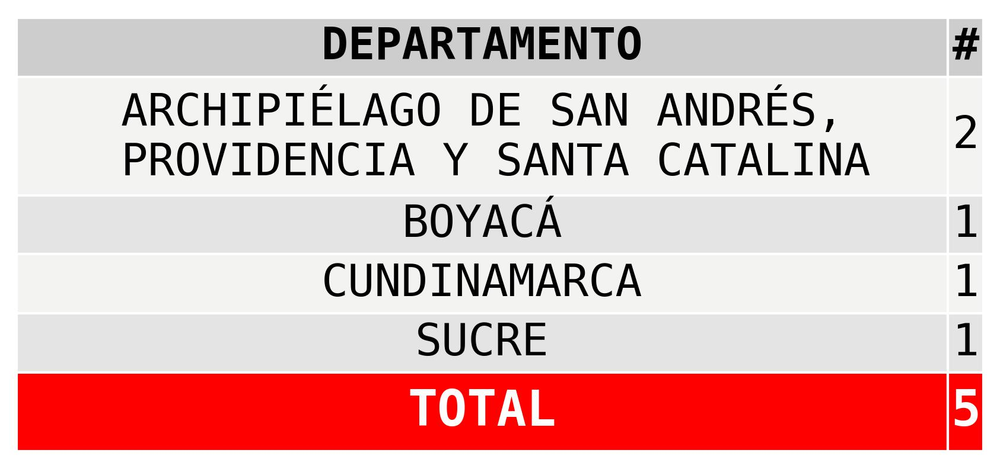 DEPARTAMENTO #
ARCHIPIÉLAGO DE SAN ANDRÉS,
PROVIDENCIA Y SANTA CATALINA 2
BOYACÁ 1
CUNDINAMARCA 1
SUCRE 1
TOTAL 5